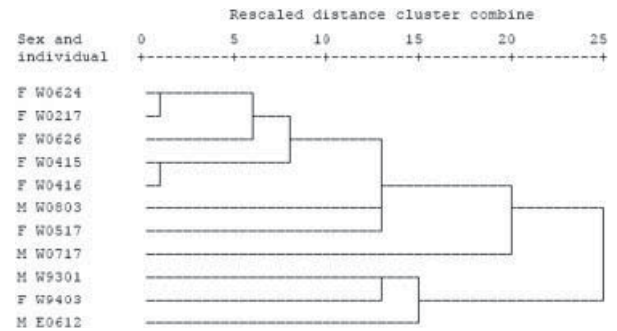 Rescaled distance cluster combine
Sex and 0 5 10 15 20 25
individual
F W0624
F W0217
F W0626
F W0415
F W0416
M W0803
F W0517
M W0717
M W9301
F W9403
M E0612